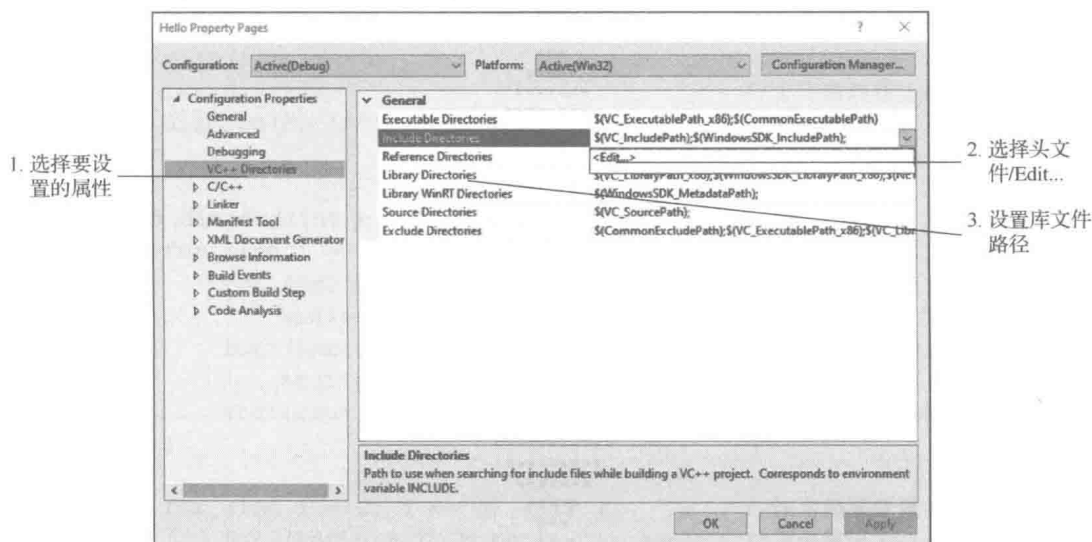 Hello Property Pages
? ×
Configuration: Active(Debug) Platform: Active(Win32) Configuration Manager...
Configuration Properties
General
Advanced
Debugging
VC++ Directories
C/C++
Linker
Manifest Tool
XML Document Generator
Browse Information
Build Events
Custom Build Step
Code Analysis
General
Executable Directories $(VC_ExecutablePath_x86);$(CommonExecutablePath)
Include Directories $(VC_IncludePath);$(WindowsSDK_IncludePath);
Reference Directories <Edit...>
Library Directories $(VC_LibraryPath_x86);$(WindowsSDK_LibraryPath_x86);
Library WinRT Directories $(WindowsSDK_MetadataPath);
Source Directories $(VC_SourcePath);
Exclude Directories $(CommonExcludePath);$(VC_ExecutablePath_x86);$(VC_Libr
Include Directories
Path to use when searching for include files while building a VC++ project. Corresponds to environment
variable INCLUDE.
OK Cancel Apply
1. 选择要设
置的属性
2. 选择头文
件/Edit...
3. 设置库文件
路径